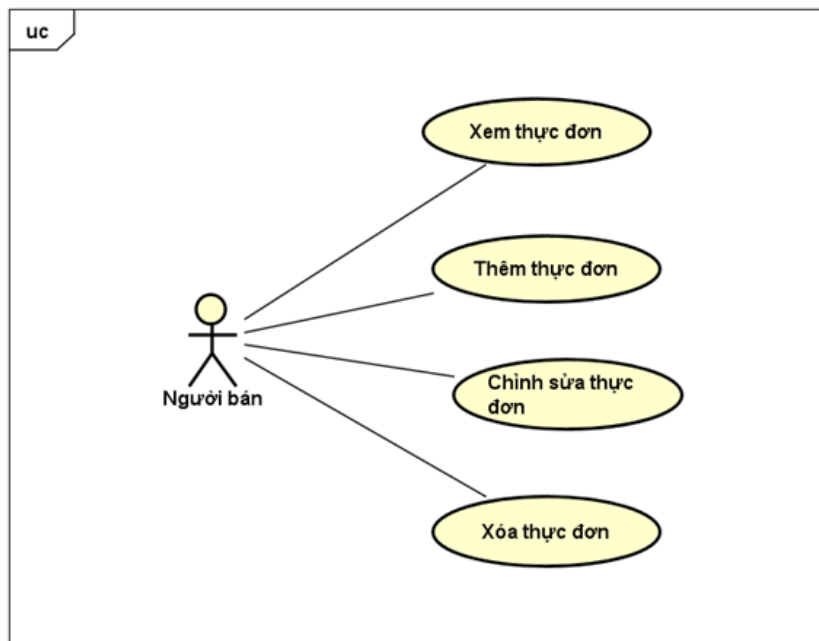 uc
Xem thực đơn
Thêm thực đơn
Người bán
Chỉnh sửa thực
đơn
Xóa thực đơn